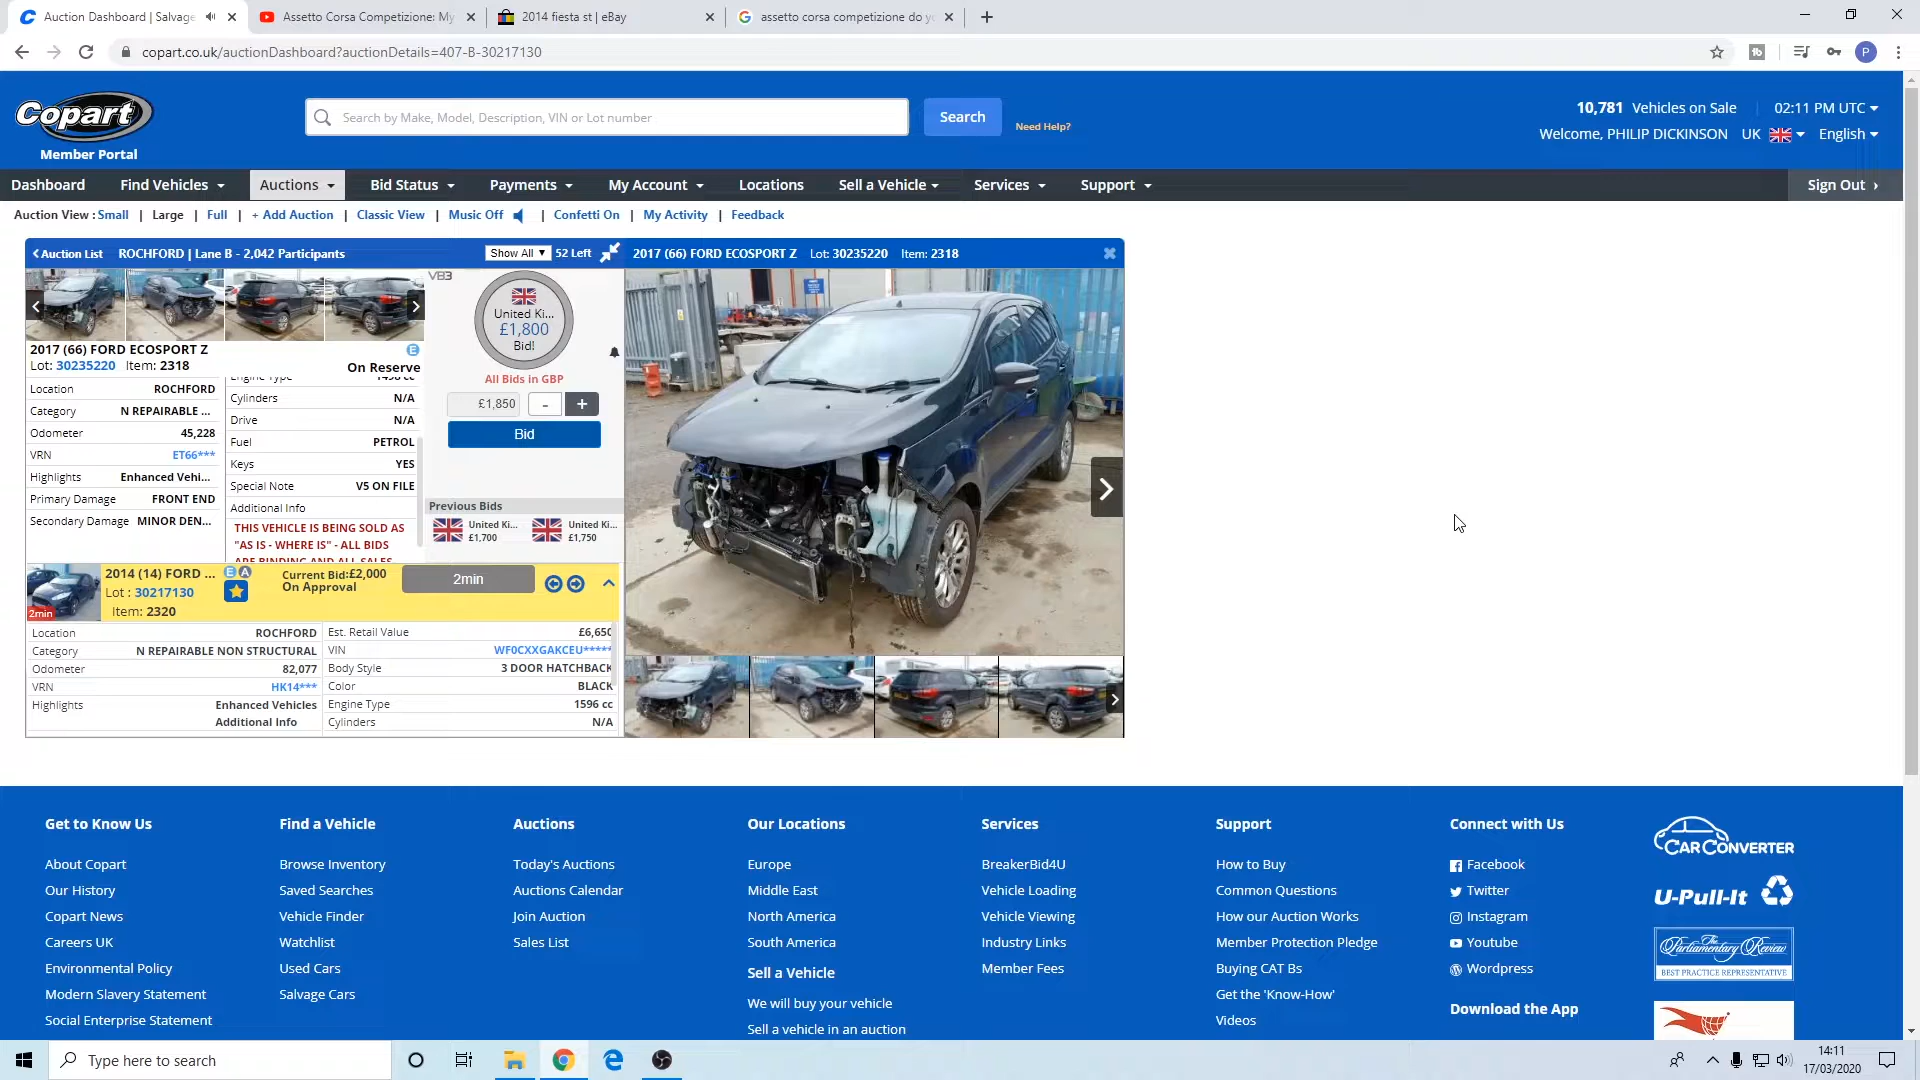 Auction Dashboard | Salvage
Assetto Corsa Competizione: My
2014 fiesta st | eBay
assetto corsa competizione do yo
copart.co.uk/auctionDashboard?auctionDetails=407-B-30217130
P
Copart
Member Portal
Search by Make, Model, Description, VIN or Lot number
Search
Need Help?
10,781 Vehicles on Sale
02:11 PM UTC
Welcome, PHILIP DICKINSON UK
English
Dashboard Find Vehicles Auctions Bid Status Payments My Account Locations Sell a Vehicle Services Support Sign Out
Auction View : Small | Large | Full | + Add Auction | Classic View | Music Off | Confetti On | My Activity | Feedback
Auction List ROCHFORD | Lane B - 2,042 Participants Show All 52 Left
2017 (66) FORD ECOSPORT Z Lot: 30235220 Item: 2318
VB3
2017 (66) FORD ECOSPORT Z E
Lot: 30235220 Item: 2318 On Reserve
Location ROCHFORD
Category N REPAIRABLE ...
Odometer 45,228
VRN ET66***
Highlights Enhanced Vehi...
Primary Damage FRONT END
Secondary Damage MINOR DEN...
Engine Type
Cylinders N/A
Drive N/A
Fuel PETROL
Keys YES
Special Note V5 ON FILE
Additional Info
THIS VEHICLE IS BEING SOLD AS
"AS IS - WHERE IS" - ALL BIDS
ARE BINDING AND ALL SALES
United Ki...
£1,800
Bid!
All Bids in GBP
£1,850 - +
Bid
Previous Bids
United Ki... £1,700
United Ki... £1,750
2014 (14) FORD ... E A
Lot : 30217130
Item: 2320
2min
Current Bid:£2,000
On Approval
2min
Location ROCHFORD
Category N REPAIRABLE NON STRUCTURAL
Odometer 82,077
VRN HK14***
Highlights Enhanced Vehicles
Additional Info
Est. Retail Value £6,650
VIN WF0CXXGAKCEU*****
Body Style 3 DOOR HATCHBACK
Color BLACK
Engine Type 1596 cc
Cylinders N/A
Get to Know Us
About Copart
Our History
Copart News
Careers UK
Environmental Policy
Modern Slavery Statement
Social Enterprise Statement
Find a Vehicle
Browse Inventory
Saved Searches
Vehicle Finder
Watchlist
Used Cars
Salvage Cars
Auctions
Today's Auctions
Auctions Calendar
Join Auction
Sales List
Our Locations
Europe
Middle East
North America
South America
Sell a Vehicle
We will buy your vehicle
Sell a vehicle in an auction
Services
BreakerBid4U
Vehicle Loading
Vehicle Viewing
Industry Links
Member Fees
Support
How to Buy
Common Questions
How our Auction Works
Member Protection Pledge
Buying CAT Bs
Get the 'Know-How'
Videos
Connect with Us
Facebook
Twitter
Instagram
Youtube
Wordpress
Download the App
CAR CONVERTER
U-Pull-It
The Parliamentary Review
BEST PRACTICE REPRESENTATIVE
Type here to search
14:11
17/03/2020